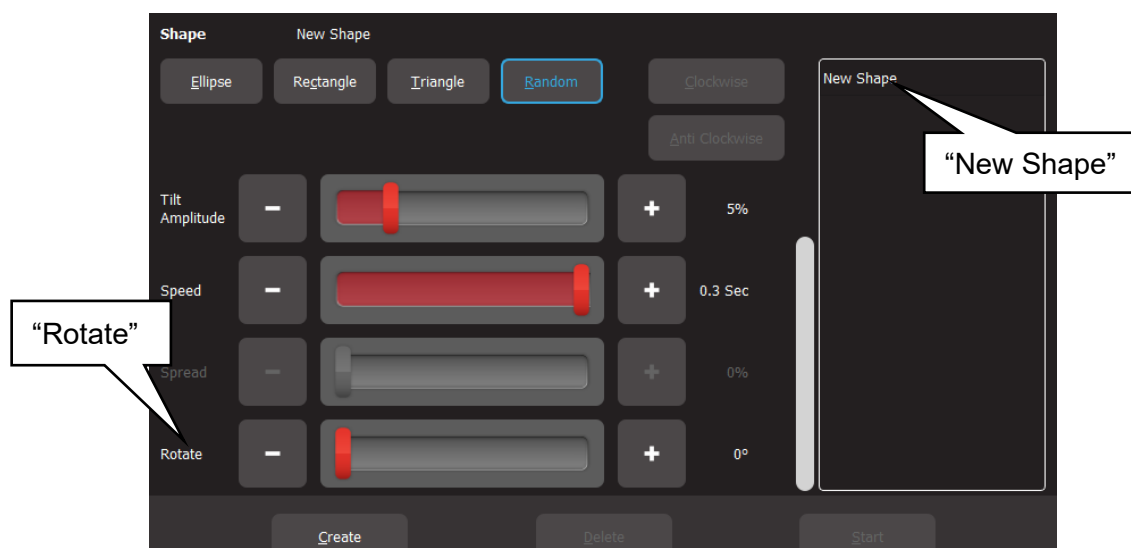 Shape New Shape
Ellipse Rectangle Triangle Random Clockwise New Shape
Anti Clockwise
“New Shape”
Tilt
Amplitude - + 5%
Speed - + 0.3 Sec
“Rotate”
Spread - + 0%
Rotate - + 0°
Create Delete Start